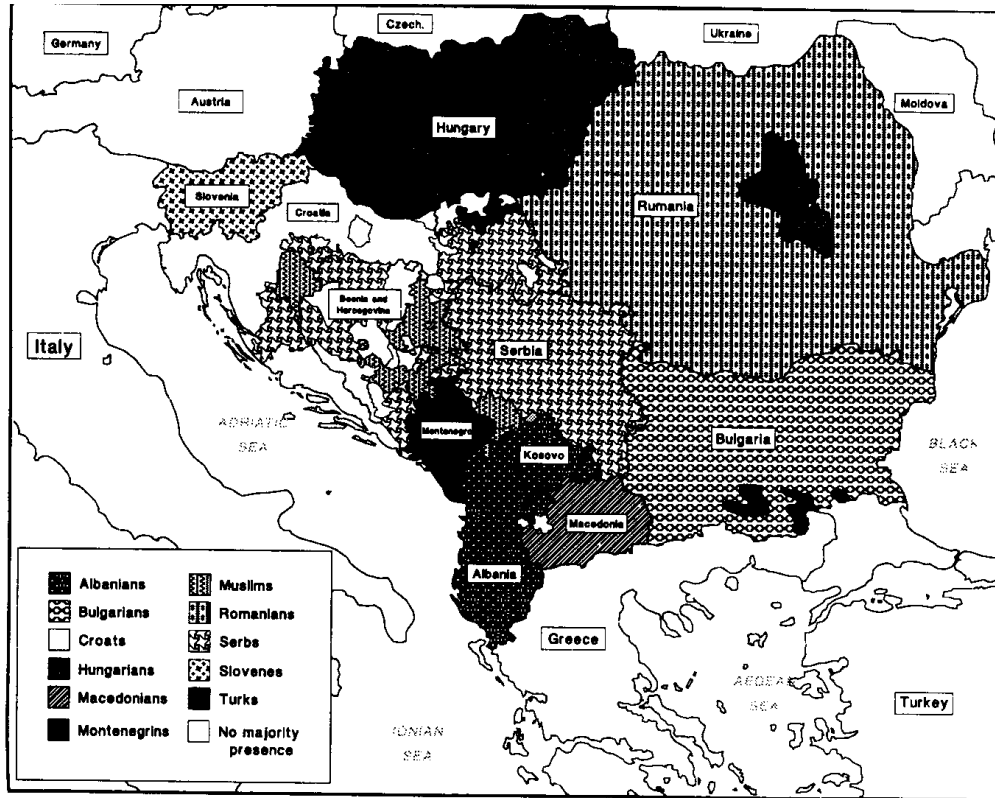 Czech.
Ukraine
Germany
Austria
Moldova
Hungary
Slovenia
Rumania
Croatia
Bosnia and
Herzegovina
Italy
Serbia
ADRIATIC
SEA
Montenegro
Bulgaria
BLACK
SEA
Kosovo
Macedonia
Albania
Greece
AEGEAN
SEA
Turkey
IONIAN
SEA
Albanians
Bulgarians
Croats
Hungarians
Macedonians
Montenegrins
Muslims
Romanians
Serbs
Slovenes
Turks
No majority
presence